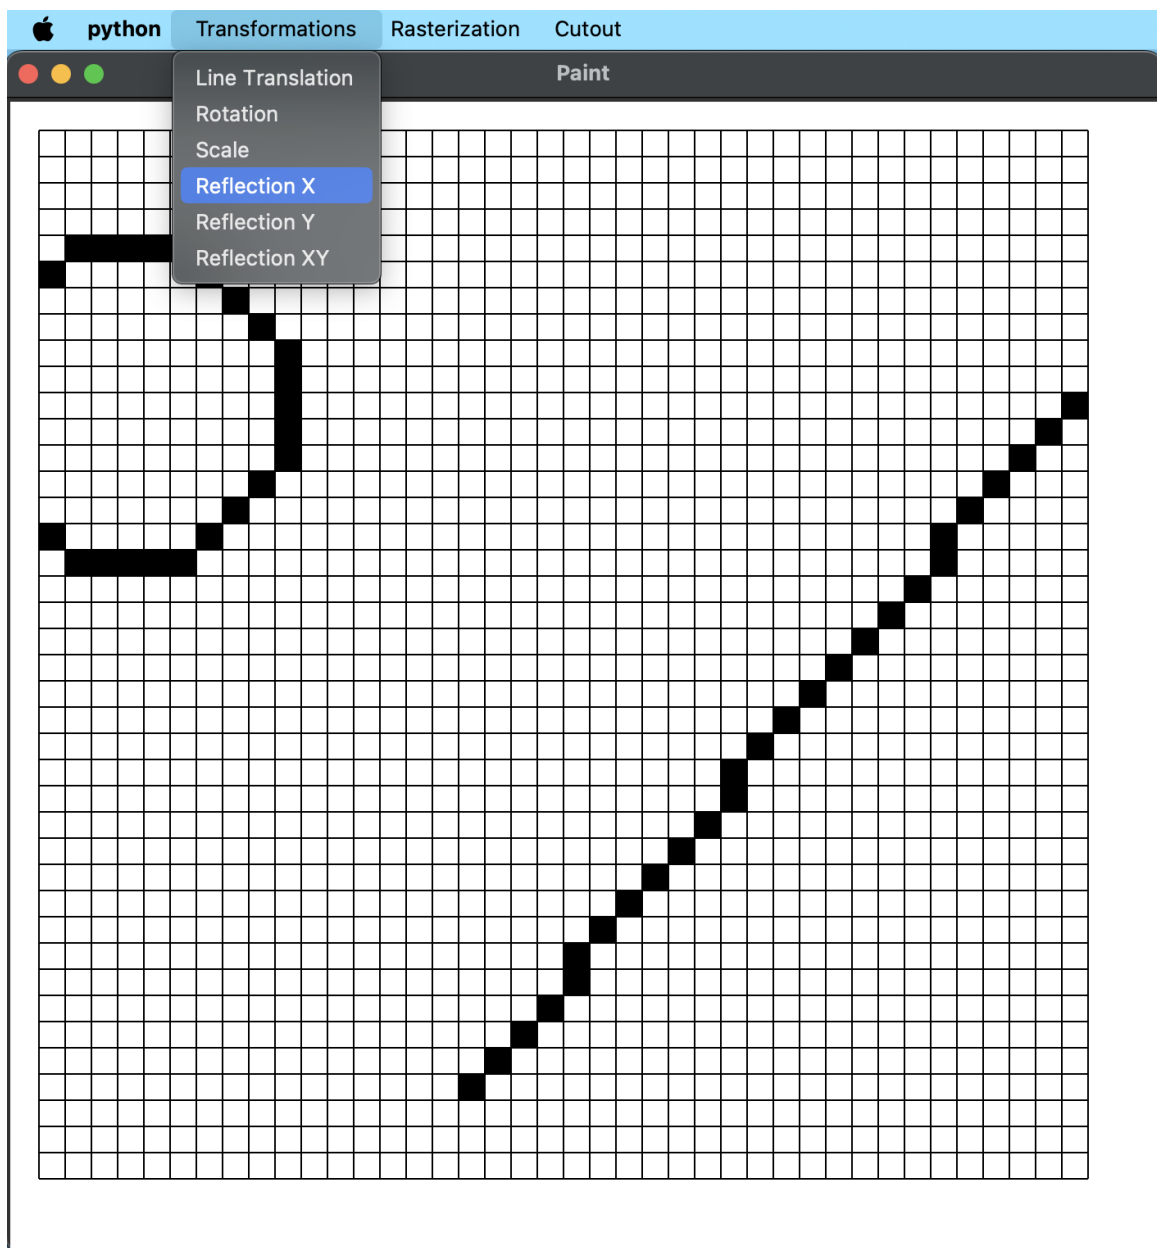 python Transformations Rasterization Cutout
Paint
Line Translation
Rotation
Scale
Reflection X
Reflection Y
Reflection XY